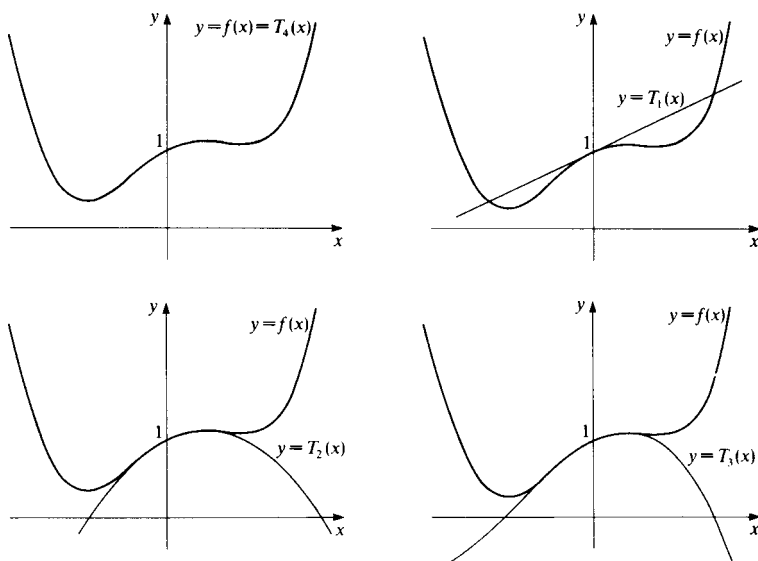 y
y=f(x)=T₄(x)
1
x
y
y=f(x)
y=T₁(x)
1
x
y
y=f(x)
1
y=T₂(x)
x
y
y=f(x)
1
y=T₃(x)
x